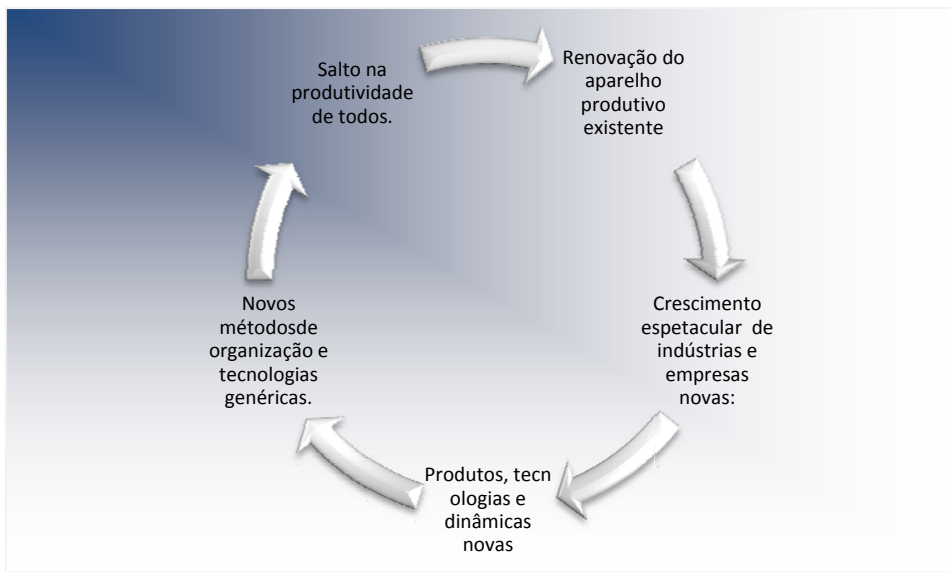 Salto na
produtividade
de todos.
Renovação do
aparelho
produtivo
existente
Crescimento
espetacular de
indústrias e
empresas
novas:
Produtos, tecn
ologias e
dinâmicas
novas
Novos
métodosde
organização e
tecnologias
genéricas.